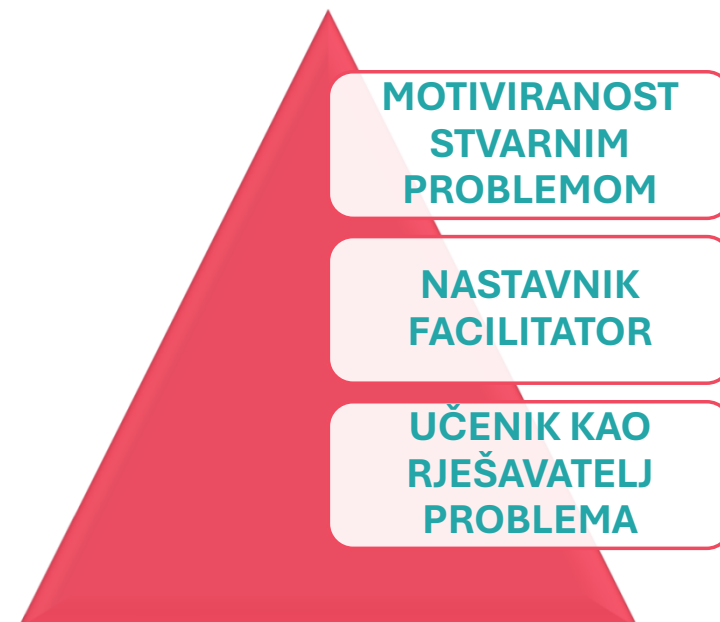 MOTIVIRANOST
STVARNIM
PROBLEMOM
NASTAVNIK
FACILITATOR
UČENIK KAO
RJEŠAVATELJ
PROBLEMA